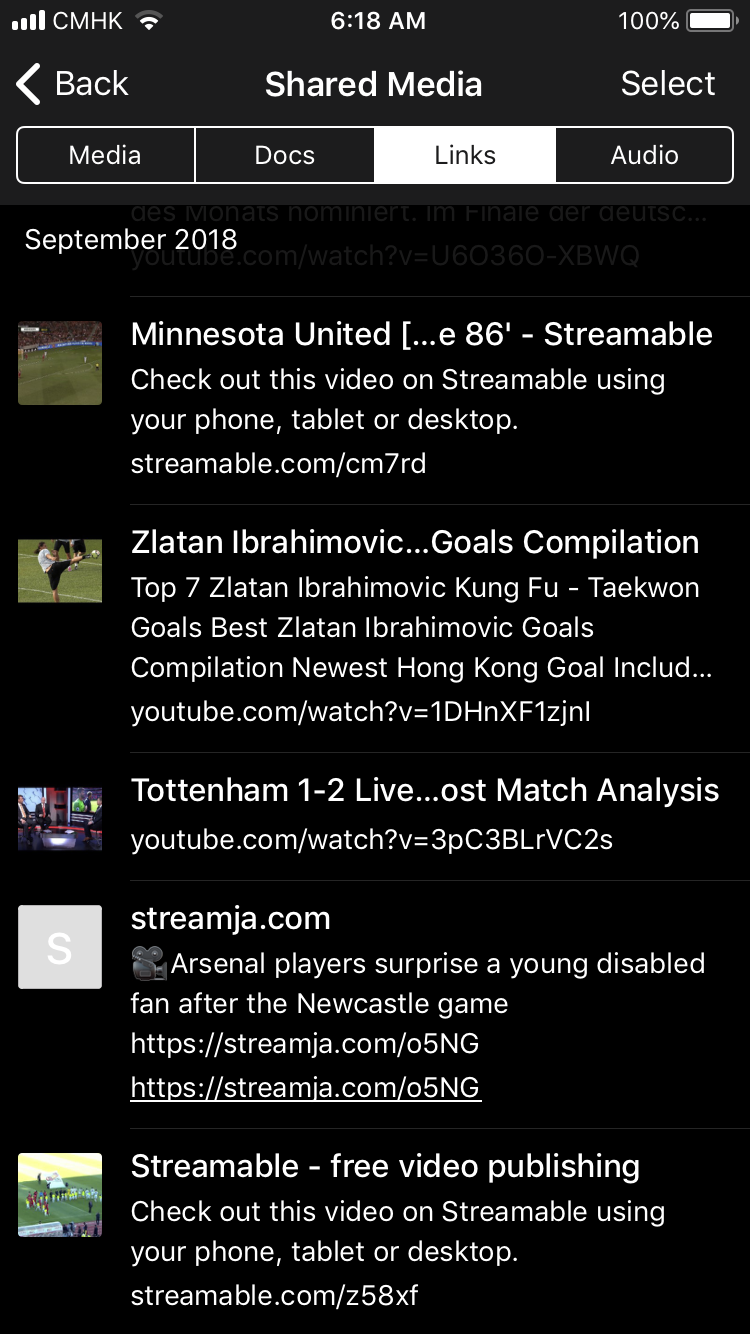 CMHK
6:18 AM
100%
Back
Shared Media
Select
Media
Docs
Links
Audio
des Monats nominiert. Im Finale der deutsc...
September 2018
youtube.com/watch?v=U6O36O-XBWQ
Minnesota United [...e 86' - Streamable
Check out this video on Streamable using
your phone, tablet or desktop.
streamable.com/cm7rd
Zlatan Ibrahimovic...Goals Compilation
Top 7 Zlatan Ibrahimovic Kung Fu - Taekwon
Goals Best Zlatan Ibrahimovic Goals
Compilation Newest Hong Kong Goal Includ...
youtube.com/watch?v=1DHnXF1zjnI
Tottenham 1-2 Live...ost Match Analysis
youtube.com/watch?v=3pC3BLrVC2s
S
streamja.com
🎥Arsenal players surprise a young disabled
fan after the Newcastle game
https://streamja.com/o5NG
https://streamja.com/o5NG
Streamable - free video publishing
Check out this video on Streamable using
your phone, tablet or desktop.
streamable.com/z58xf